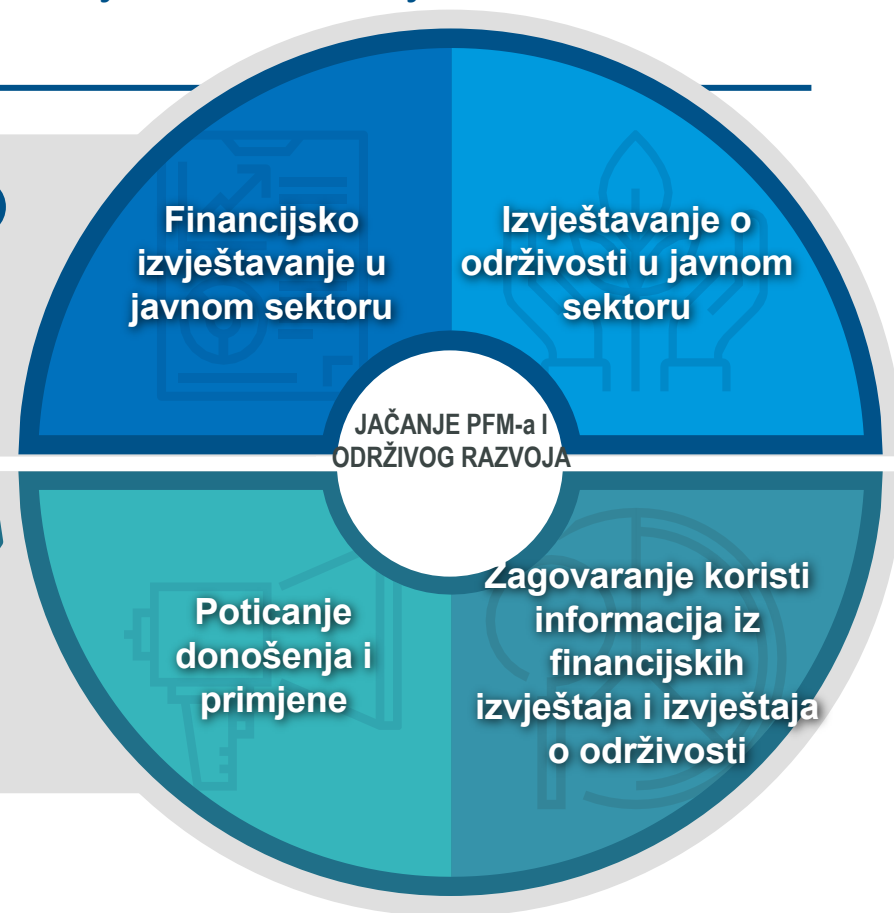 Financijsko
izvještavanje u
javnom sektoru
Izvještavanje o
održivosti u javnom
sektoru
JAČANJE PFM-a I
ODRŽIVOG RAZVOJA
Poticanje
donošenja i
primjene
Zagovaranje koristi
informacija iz
financijskih
izvještaja i izvještaja
o održivosti